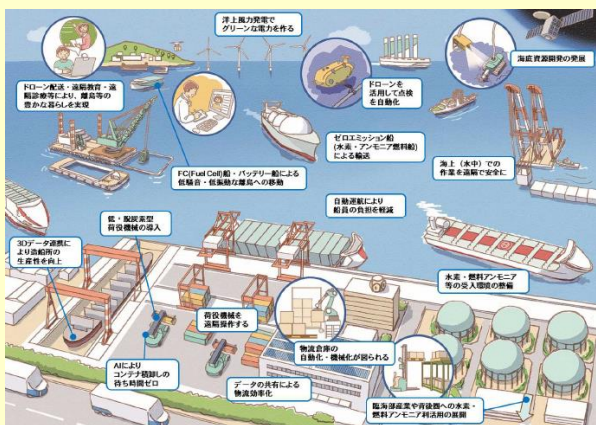 洋上風力発電で
グリーンな電力を作る
海底資源開発の発展
ドローン配送・遠隔教育・遠
隔診療等により、離島等の
豊かな暮らしを実現
ドローンを
活用して点検
を自動化
ゼロエミッション船
(水素・アンモニア燃料船)
による輸送
海上（水中）での
作業を遠隔で安全に
FC(Fuel Cell)船・バッテリー船による
低騒音・低振動な離島への移動
自動運航により
船員の負担を軽減
低・脱炭素型
荷役機械の導入
3Dデータ連携に
より造船所の
生産性を向上
水素・燃料アンモニア
等の受入環境の整備
荷役機械を
遠隔操作する
物流倉庫の
自動化・機械化が図られる
AIにより
コンテナ積卸しの
待ち時間ゼロ
データの共有による
物流効率化
臨海部産業や背後圏への水素・
燃料アンモニア利活用の展開